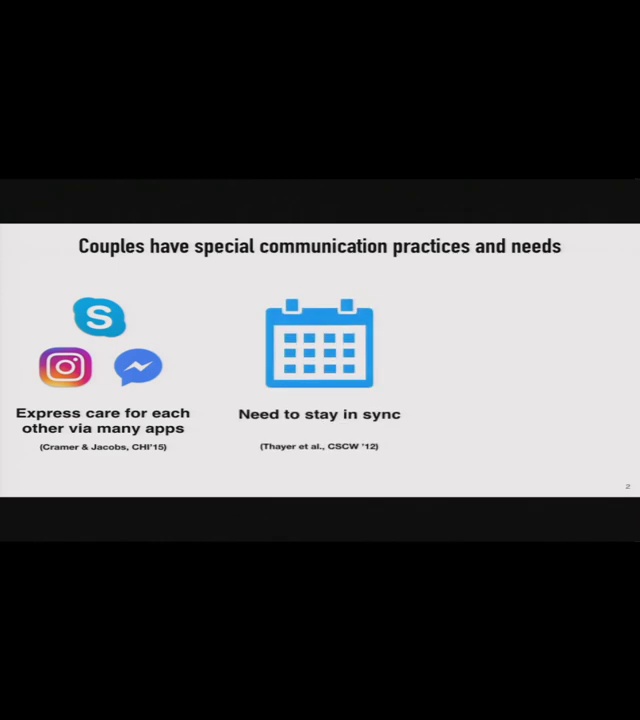 Couples have special communication practices and needs
S
Express care for each
other via many apps
(Cramer & Jacobs, CHI'15)
Need to stay in sync
(Thayer et al., CSCW '12)
2